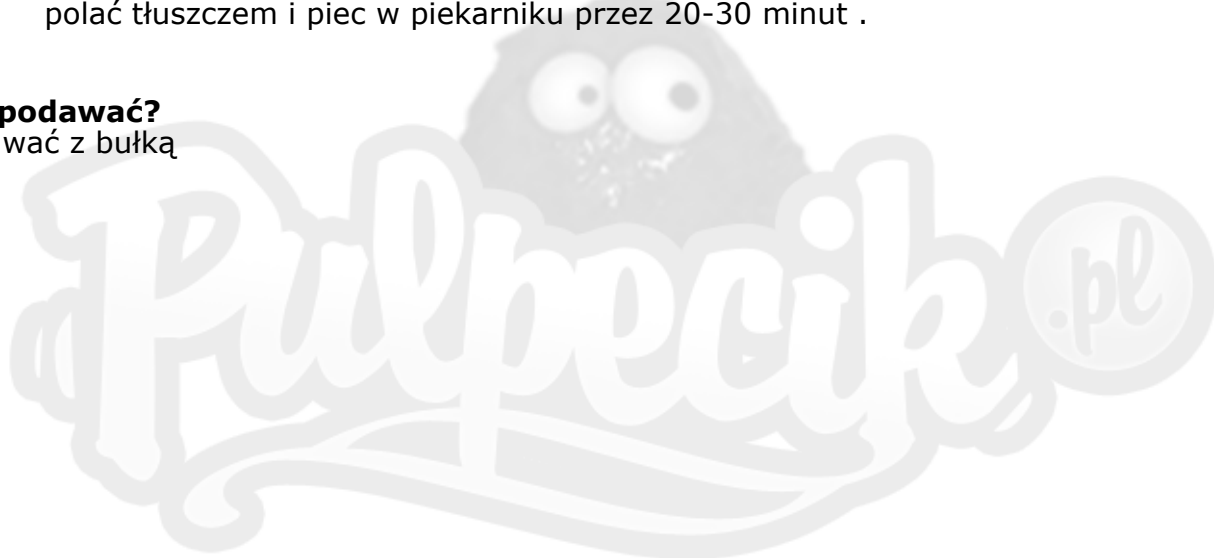 polać tłuszczem i piec w piekarniku przez 20-30 minut .
podawać?
wać z bułką
Pulpecik .pl